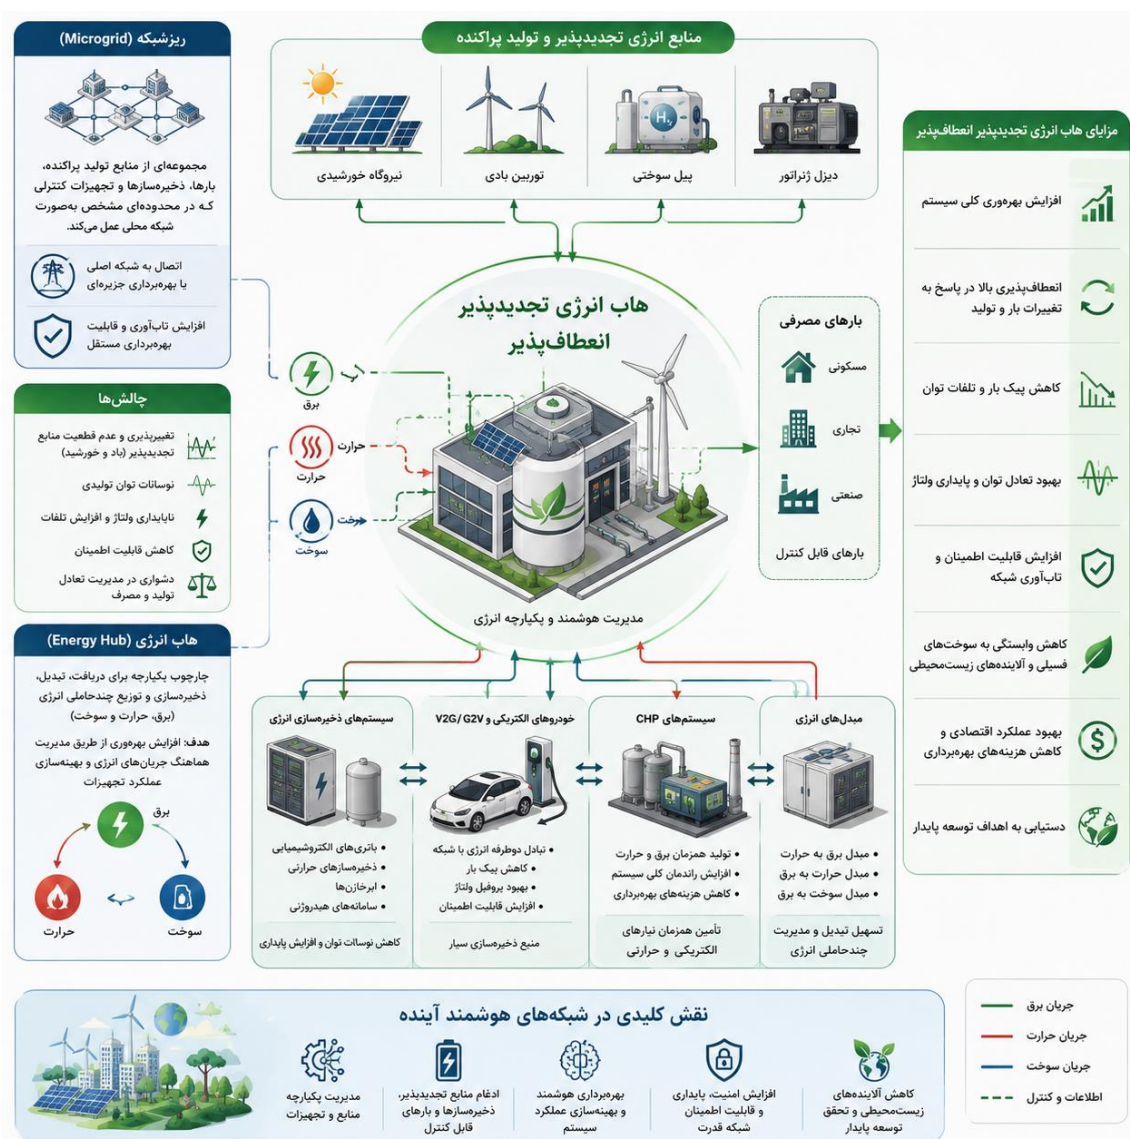 ریزشبکه (Microgrid)
مجموعه‌ای از منابع تولید پراکنده،
بارها، ذخیره‌سازها و تجهیزات کنترلی
که در محدوده‌ای مشخص به‌صورت
شبکه محلی عمل می‌کند.
اتصال به شبکه اصلی
یا بهره‌برداری جزیره‌ای
افزایش تاب‌آوری و قابلیت
بهره‌برداری مستقل
منابع انرژی تجدیدپذیر و تولید پراکنده
نیروگاه خورشیدی
توربین بادی
H₂
پیل سوختی
دیزل ژنراتور
مزایای هاب انرژی تجدیدپذیر انعطاف‌پذیر
افزایش بهره‌وری کلی سیستم
انعطاف‌پذیری بالا در پاسخ به
تغییرات بار و تولید
کاهش پیک بار و تلفات توان
بهبود تعادل توان و پایداری ولتاژ
افزایش قابلیت اطمینان و
تاب‌آوری شبکه
کاهش وابستگی به سوخت‌های
فسیلی و آلاینده‌های زیست‌محیطی
بهبود عملکرد اقتصادی و
کاهش هزینه‌های بهره‌برداری
دستیابی به اهداف توسعه پایدار
هاب انرژی تجدیدپذیر
انعطاف‌پذیر
برق
حرارت
حرارت
سوخت
مدیریت هوشمند و یکپارچه انرژی
بارهای مصرفی
مسکونی
تجاری
صنعتی
بارهای قابل کنترل
چالش‌ها
تغییرپذیری و عدم قطعیت منابع
تجدیدپذیر (باد و خورشید)
نوسانات توان تولیدی
ناپایداری ولتاژ و افزایش تلفات
کاهش قابلیت اطمینان
دشواری در مدیریت تعادل
تولید و مصرف
هاب انرژی (Energy Hub)
چارچوب یکپارچه برای دریافت، تبدیل،
ذخیره‌سازی و توزیع چندحاملی انرژی
(برق، حرارت و سوخت)
هدف: افزایش بهره‌وری از طریق مدیریت
هماهنگ جریان‌های انرژی و بهینه‌سازی
عملکرد تجهیزات
برق
حرارت
سوخت
سیستم‌های ذخیره‌سازی انرژی
• باتری‌های الکتروشیمیایی
• ذخیره‌سازهای حرارتی
• ابرخازن‌ها
• سامانه‌های هیدروژنی
کاهش نوسانات توان و افزایش پایداری
خودروهای الکتریکی و V2G/G2V
• تبادل دوطرفه انرژی با شبکه
• کاهش پیک بار
• بهبود پروفیل ولتاژ
• افزایش قابلیت اطمینان
منبع ذخیره‌سازی سیار
سیستم‌های CHP
• تولید همزمان برق و حرارت
• افزایش راندمان کلی سیستم
• کاهش هزینه‌های بهره‌برداری
تأمین همزمان نیازهای
الکتریکی و حرارتی
مبدل‌های انرژی
• مبدل برق به حرارت
• مبدل حرارت به برق
• مبدل سوخت به برق
تسهیل تبدیل و مدیریت
چندحاملی انرژی
نقش کلیدی در شبکه‌های هوشمند آینده
مدیریت یکپارچه
منابع و تجهیزات
ادغام منابع تجدیدپذیر،
ذخیره‌سازها و بارهای
قابل کنترل
بهره‌برداری هوشمند
و بهینه‌سازی عملکرد
سیستم
افزایش امنیت، پایداری
و قابلیت اطمینان
شبکه قدرت
کاهش آلاینده‌های
زیست‌محیطی و تحقق
توسعه پایدار
جریان برق
جریان حرارت
جریان سوخت
اطلاعات و کنترل